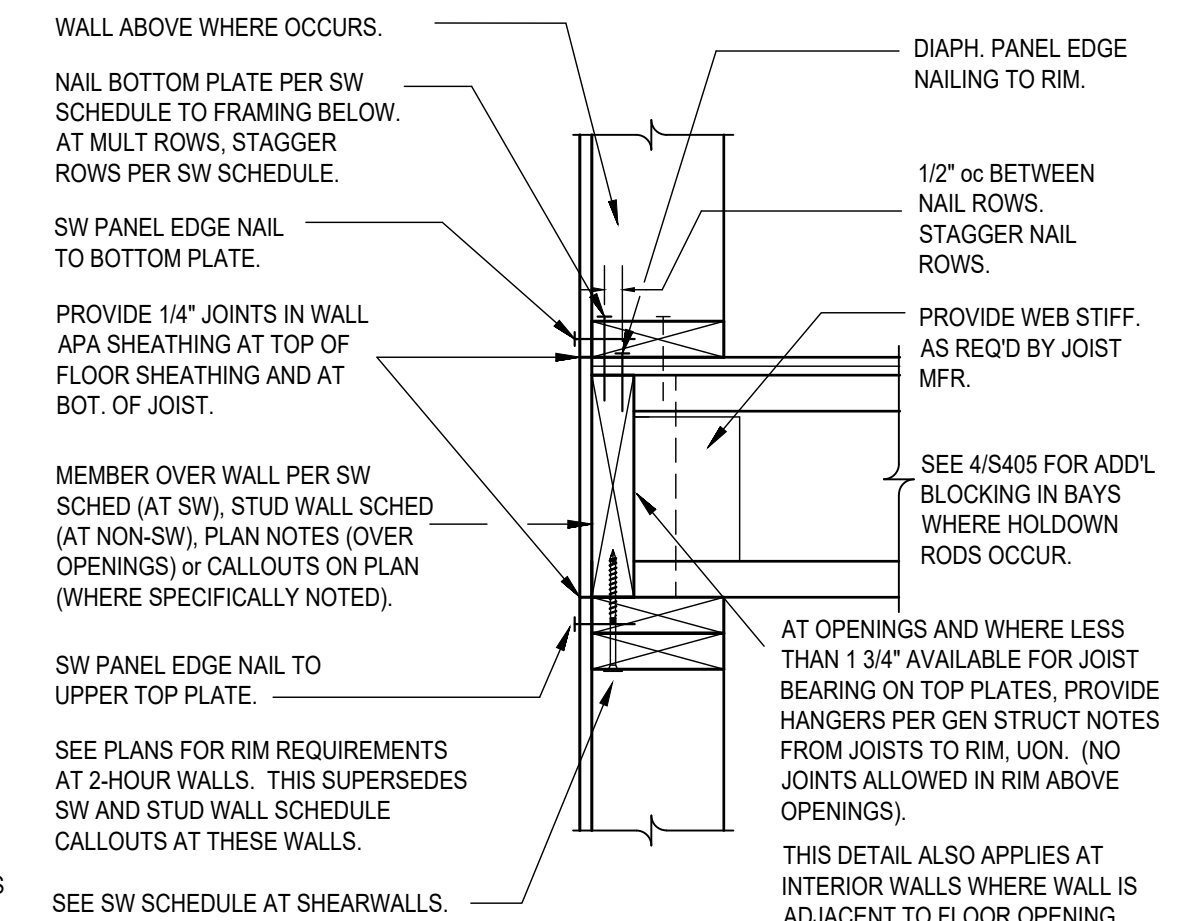 WALL ABOVE WHERE OCCURS.
NAIL BOTTOM PLATE PER SW
SCHEDULE TO FRAMING BELOW.
AT MULT ROWS, STAGGER
ROWS PER SW SCHEDULE.
SW PANEL EDGE NAIL
TO BOTTOM PLATE.
PROVIDE 1/4" JOINTS IN WALL
APA SHEATHING AT TOP OF
FLOOR SHEATHING AND AT
BOT. OF JOIST.
MEMBER OVER WALL PER SW
SCHED (AT SW), STUD WALL SCHED
(AT NON-SW), PLAN NOTES (OVER
OPENINGS) or CALLOUTS ON PLAN
(WHERE SPECIFICALLY NOTED).
SW PANEL EDGE NAIL TO
UPPER TOP PLATE.
SEE PLANS FOR RIM REQUIREMENTS
AT 2-HOUR WALLS. THIS SUPERSEDES
SW AND STUD WALL SCHEDULE
CALLOUTS AT THESE WALLS.
S
SEE SW SCHEDULE AT SHEARWALLS.
DIAPH. PANEL EDGE
NAILING TO RIM.
1/2" oc BETWEEN
NAIL ROWS.
STAGGER NAIL
ROWS.
PROVIDE WEB STIFF.
AS REQ'D BY JOIST
MFR.
SEE 4/S405 FOR ADD'L
BLOCKING IN BAYS
WHERE HOLDOWN
RODS OCCUR.
AT OPENINGS AND WHERE LESS
THAN 1 3/4" AVAILABLE FOR JOIST
BEARING ON TOP PLATES, PROVIDE
HANGERS PER GEN STRUCT NOTES
FROM JOISTS TO RIM, UON. (NO
JOINTS ALLOWED IN RIM ABOVE
OPENINGS).
THIS DETAIL ALSO APPLIES AT
INTERIOR WALLS WHERE WALL IS
ADJACENT TO FLOOR OPENING